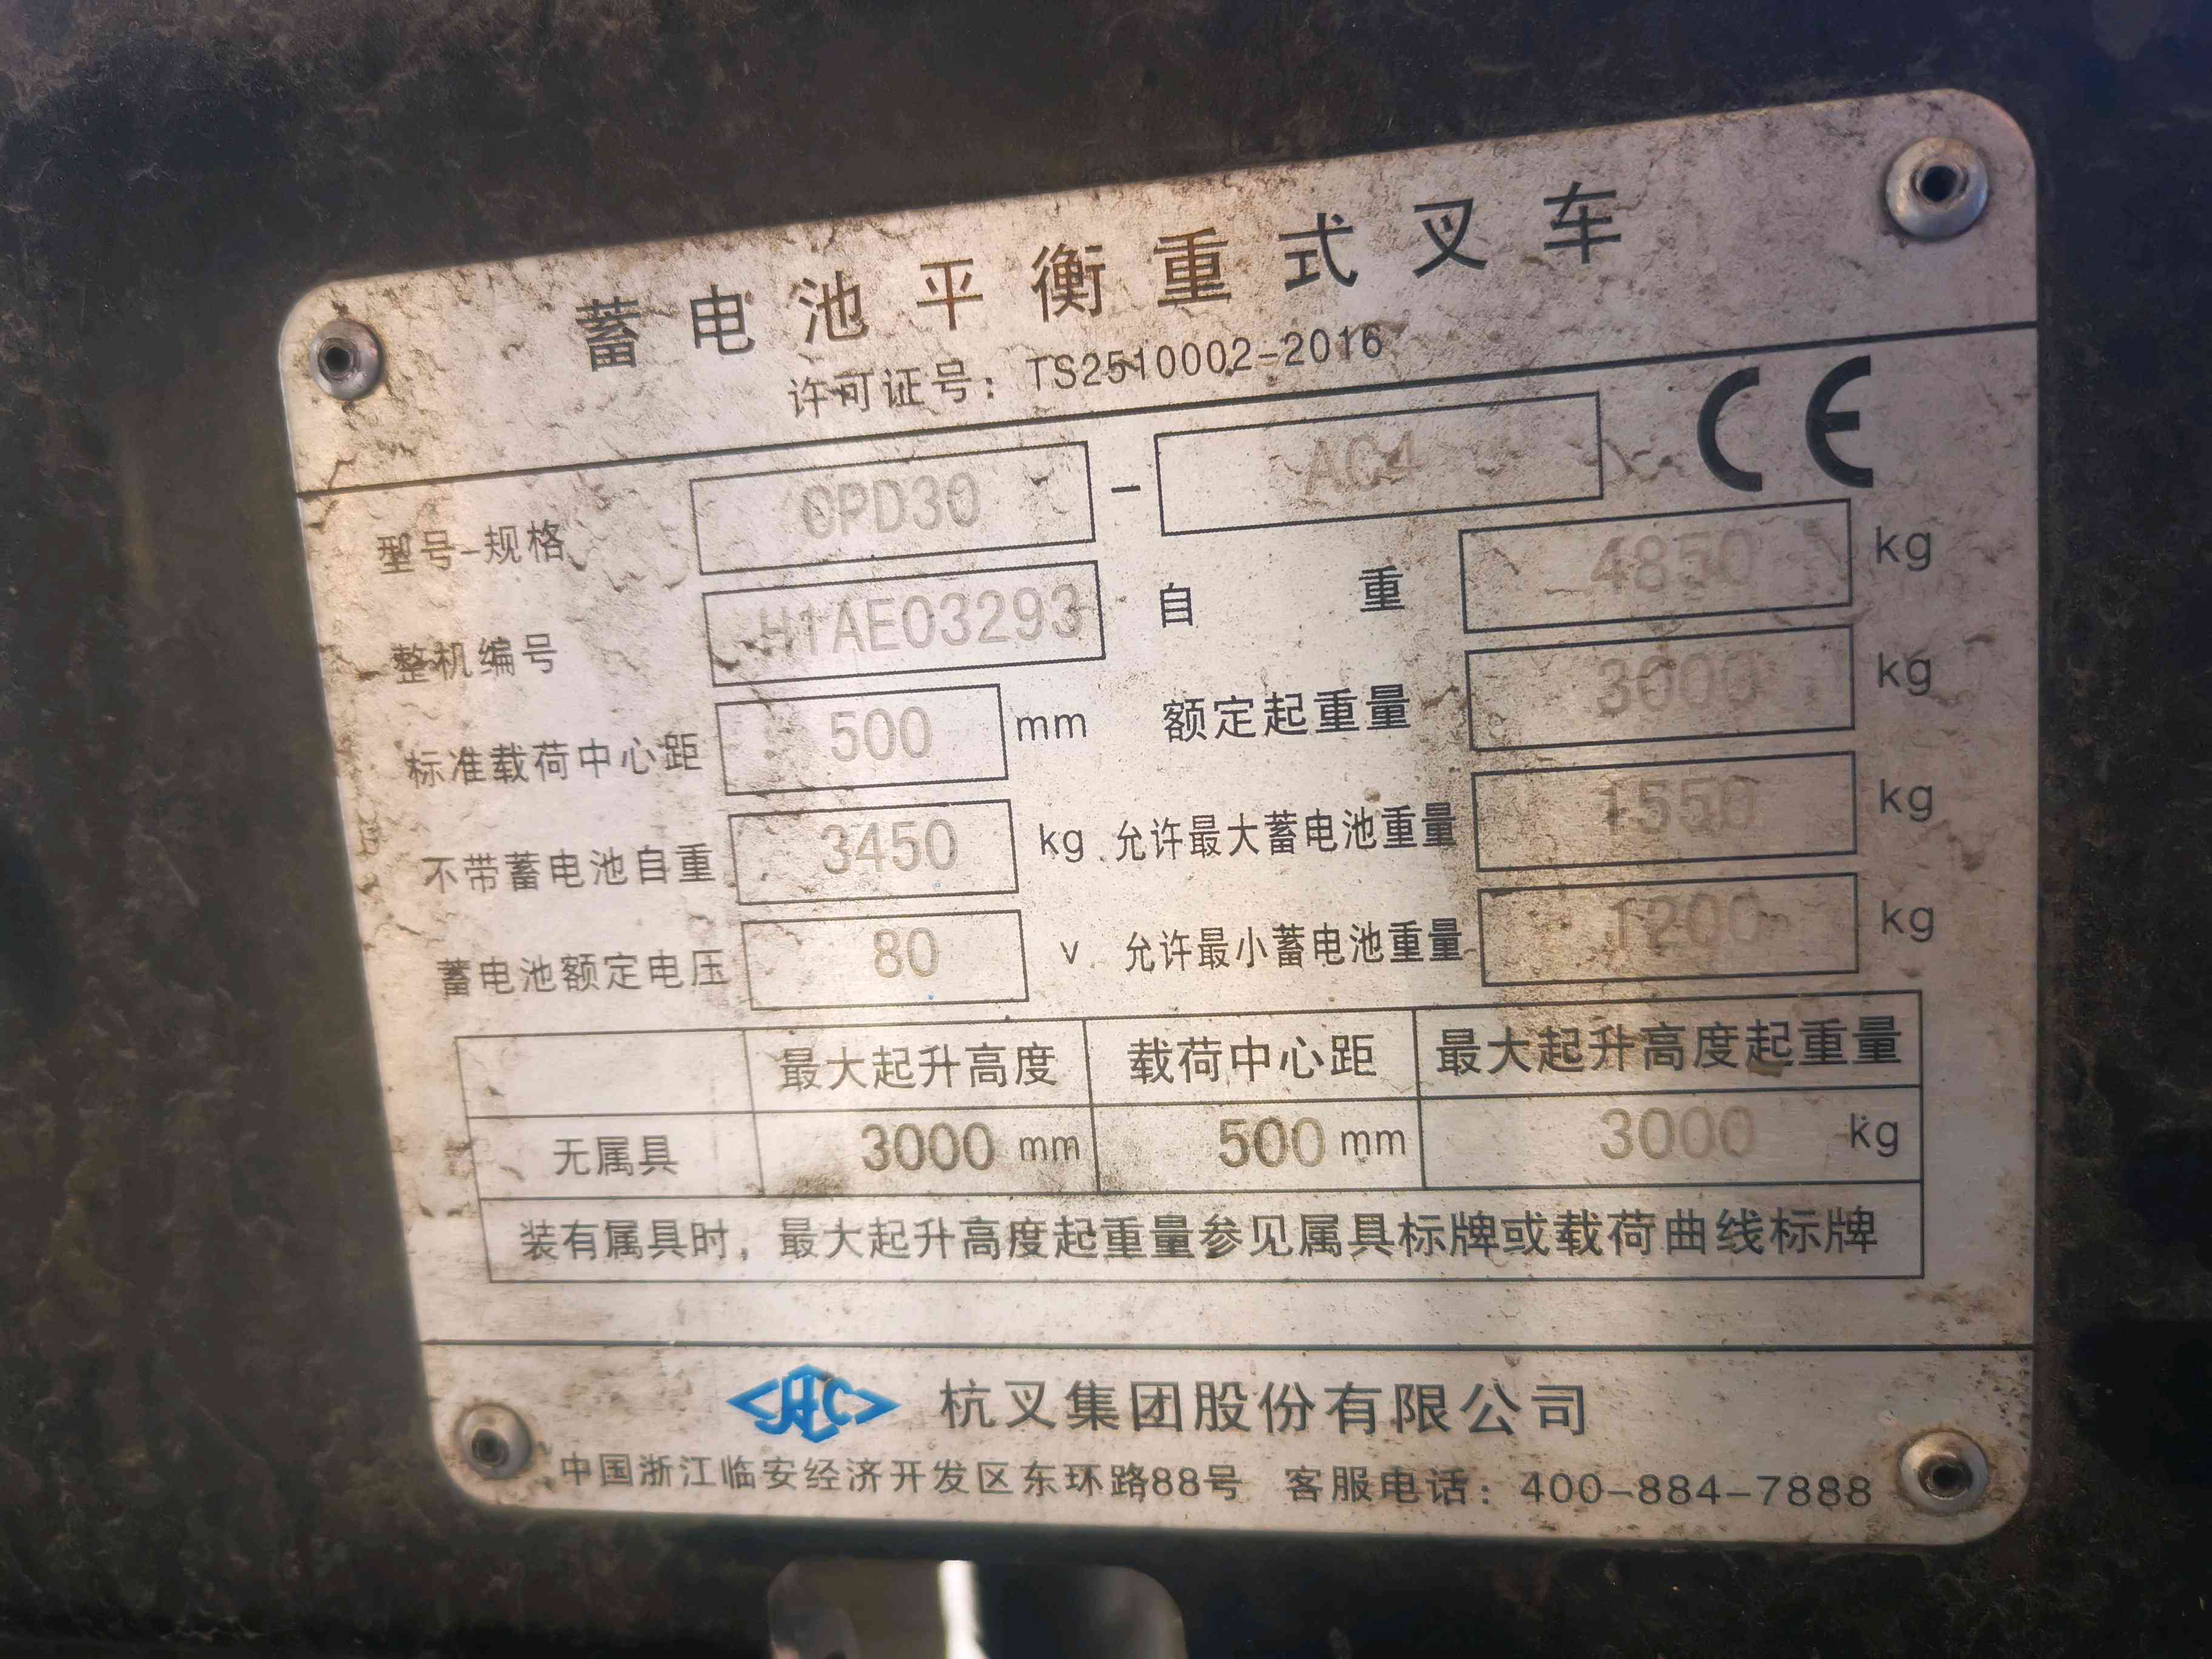 蓄电池平衡重式叉车
许可证号：TS2510002-2016
CE
型号-规格 CPD30 - AC4
整机编号 H1AE03293 自重 4850 kg
标准载荷中心距 500 mm 额定起重量 3000 kg
不带蓄电池自重 3450 kg 允许最大蓄电池重量 1550 kg
蓄电池额定电压 80 v 允许最小蓄电池重量 1200 kg
最大起升高度 载荷中心距 最大起升高度起重量
无属具 3000 mm 500 mm 3000 kg
装有属具时，最大起升高度起重量参见属具标牌或载荷曲线标牌
HC 杭叉集团股份有限公司
中国浙江临安经济开发区东环路88号 客服电话：400-884-7888